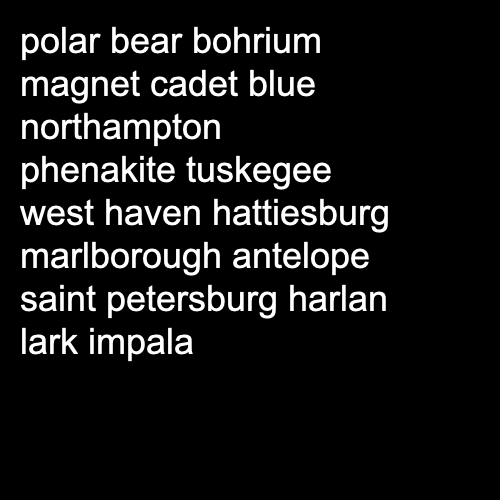 polar bear bohrium
magnet cadet blue
northampton
phenakite tuskegee
west haven hattiesburg
marlborough antelope
saint petersburg harlan
lark impala